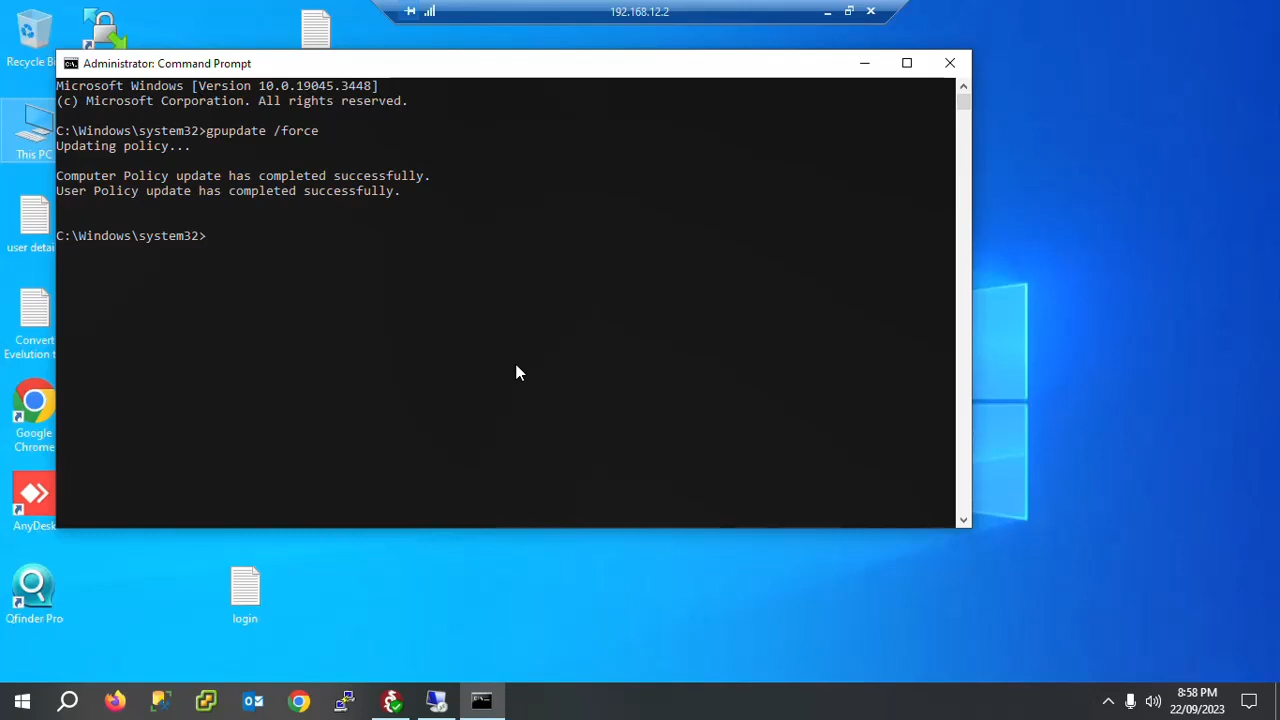 192.168.12.2
Recycle Bi
Administrator: Command Prompt
Microsoft Windows [Version 10.0.19045.3448]
(c) Microsoft Corporation. All rights reserved.
C:\Windows\system32>gpupdate /force
Updating policy...
Computer Policy update has completed successfully.
User Policy update has completed successfully.
C:\Windows\system32>
This PC
user detai
Convert
Evelution t
Google
Chrome
AnyDesk
Qfinder Pro
login
8:58 PM
22/09/2023